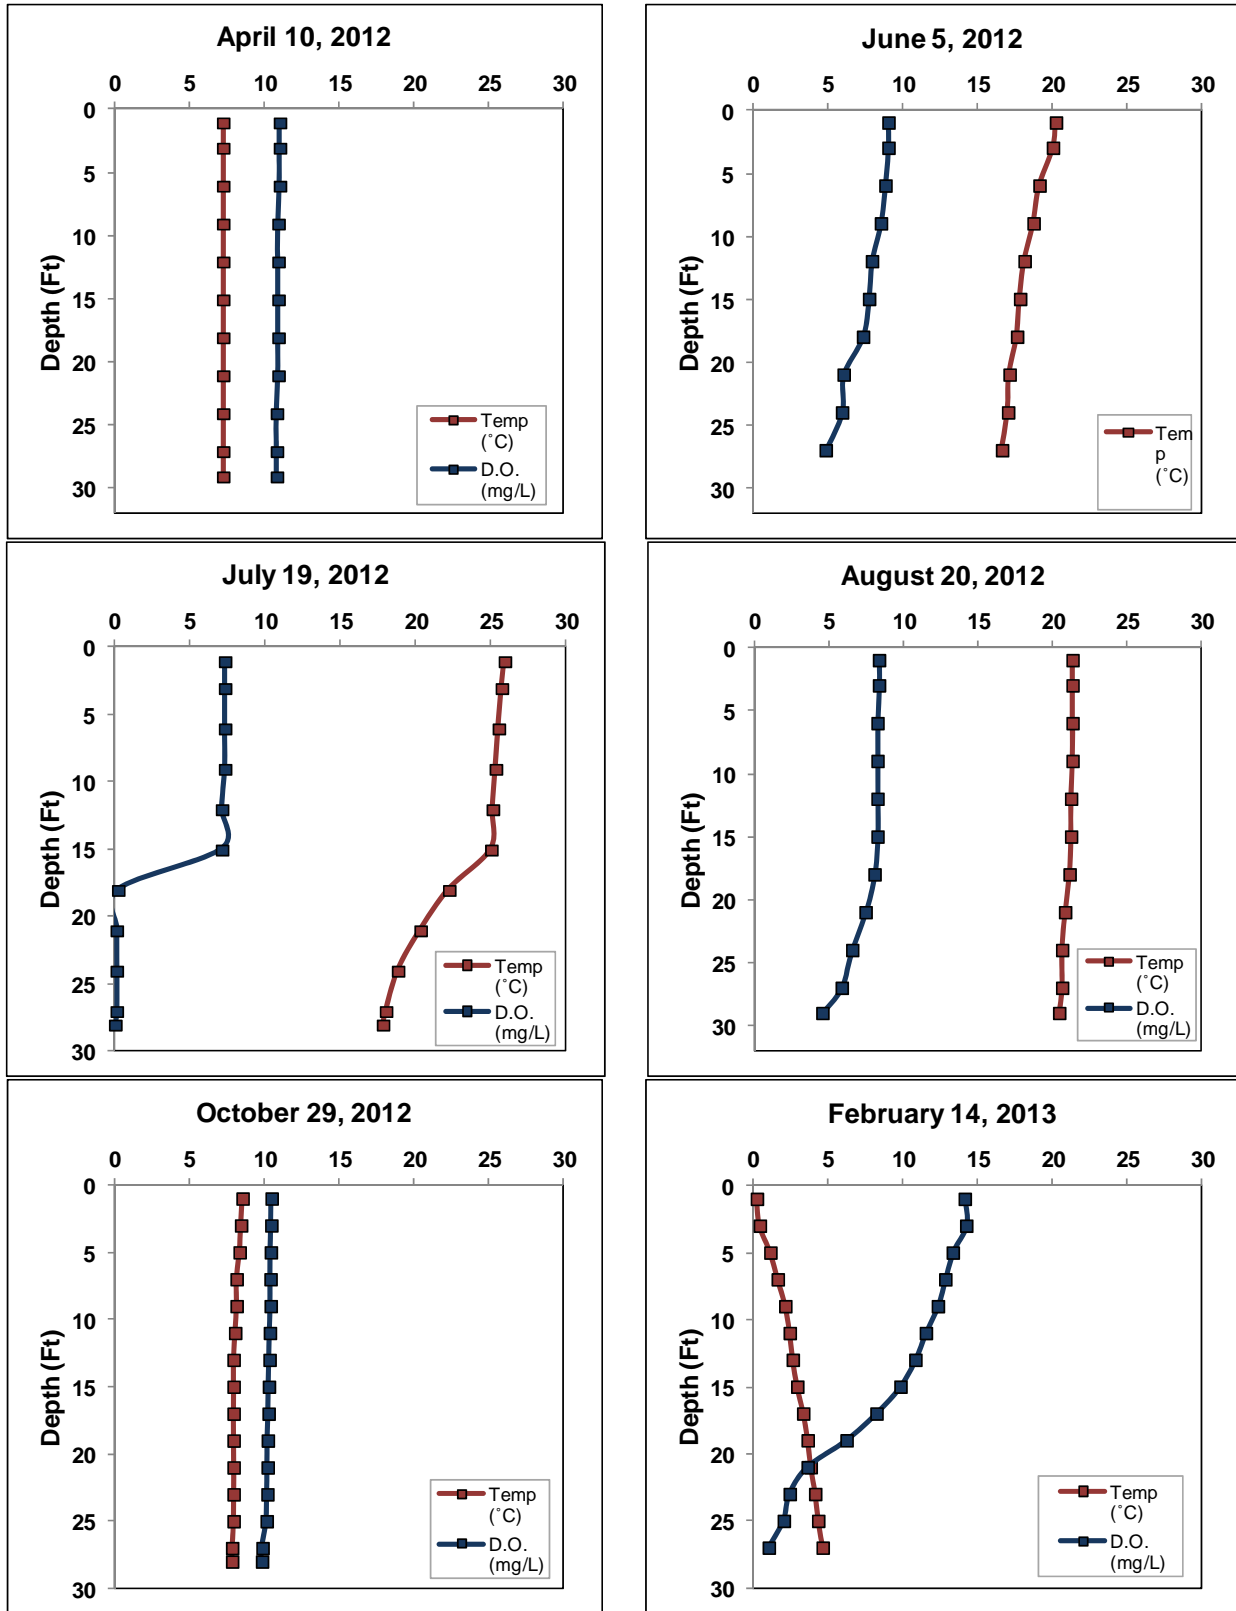 April 10, 2012
0 5 10 15 20 25 30
0
5
10
15
20
25
30
Depth (Ft)
Temp
(˚C)
D.O.
(mg/L)
June 5, 2012
0 5 10 15 20 25 30
0
5
10
15
20
25
30
Depth (Ft)
Tem
p
(˚C)
July 19, 2012
0 5 10 15 20 25 30
0
5
10
15
20
25
30
Depth (Ft)
Temp
(˚C)
D.O.
(mg/L)
August 20, 2012
0 5 10 15 20 25 30
0
5
10
15
20
25
30
Depth (Ft)
Temp
(˚C)
D.O.
(mg/L)
October 29, 2012
0 5 10 15 20 25 30
0
5
10
15
20
25
30
Depth (Ft)
Temp
(˚C)
D.O.
(mg/L)
February 14, 2013
0 5 10 15 20 25 30
0
5
10
15
20
25
30
Depth (Ft)
Temp
(˚C)
D.O.
(mg/L)